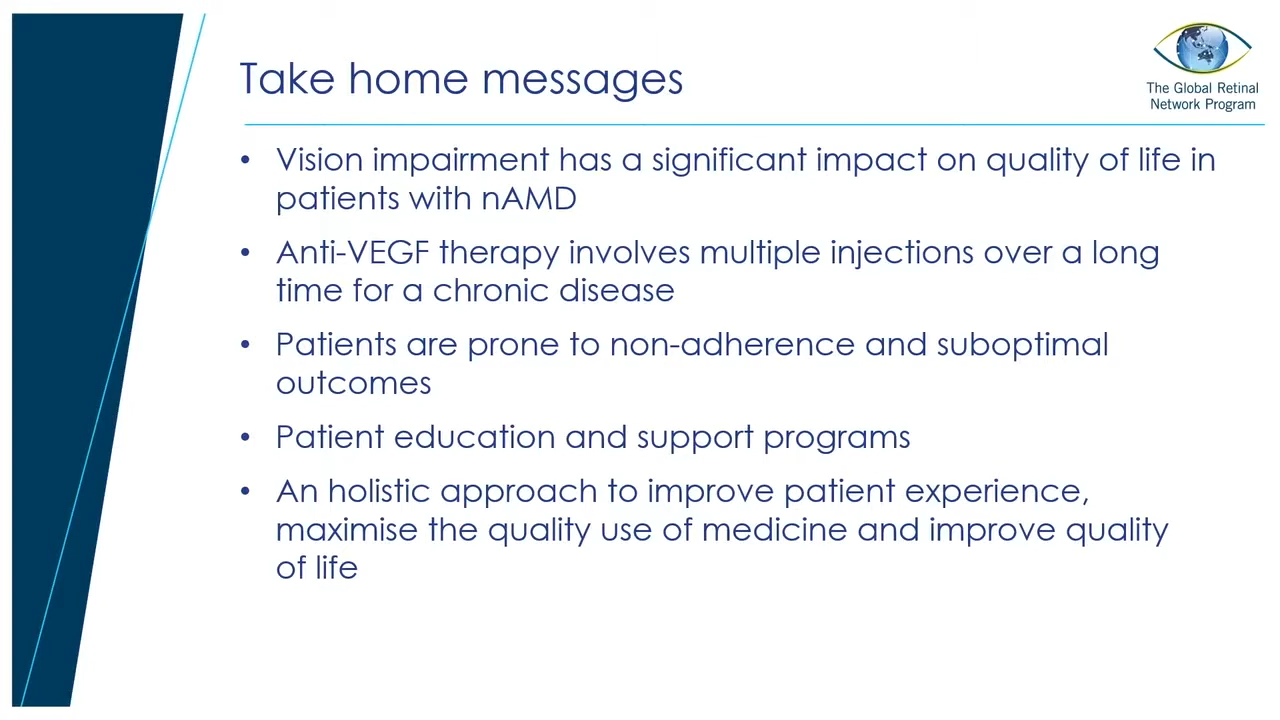 Take home messages
The Global Retinal
Network Program
• Vision impairment has a significant impact on quality of life in
patients with nAMD
• Anti-VEGF therapy involves multiple injections over a long
time for a chronic disease
• Patients are prone to non-adherence and suboptimal
outcomes
• Patient education and support programs
• An holistic approach to improve patient experience,
maximise the quality use of medicine and improve quality
of life